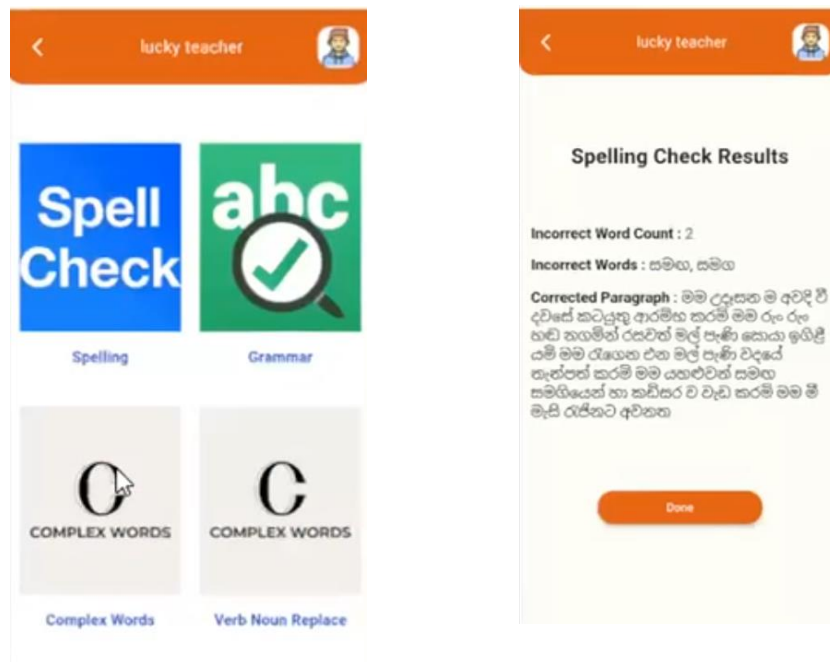 lucky teacher
Spell
Check
abc
Spelling
Grammar
COMPLEX WORDS
COMPLEX WORDS
Complex Words
Verb Noun Replace
lucky teacher
Spelling Check Results
Incorrect Word Count : 2
Incorrect Words : සමඟ, සමග
Corrected Paragraph : මම උදෑසන ම අවදි වී
දවසේ කටයුතු ආරම්භ කරමි මම රුං රුං
හඬ නගමින් රසවත් මල් පැණි සොයා ඉගිළී
යමි මම රැගෙන එන මල් පැණි වදයේ
තැන්පත් කරමි මම යහළුවන් සමඟ
සමගියෙන් හා කඩිසර ව වැඩ කරමි මම මී
මැසි රැජිනට අවනත
Done